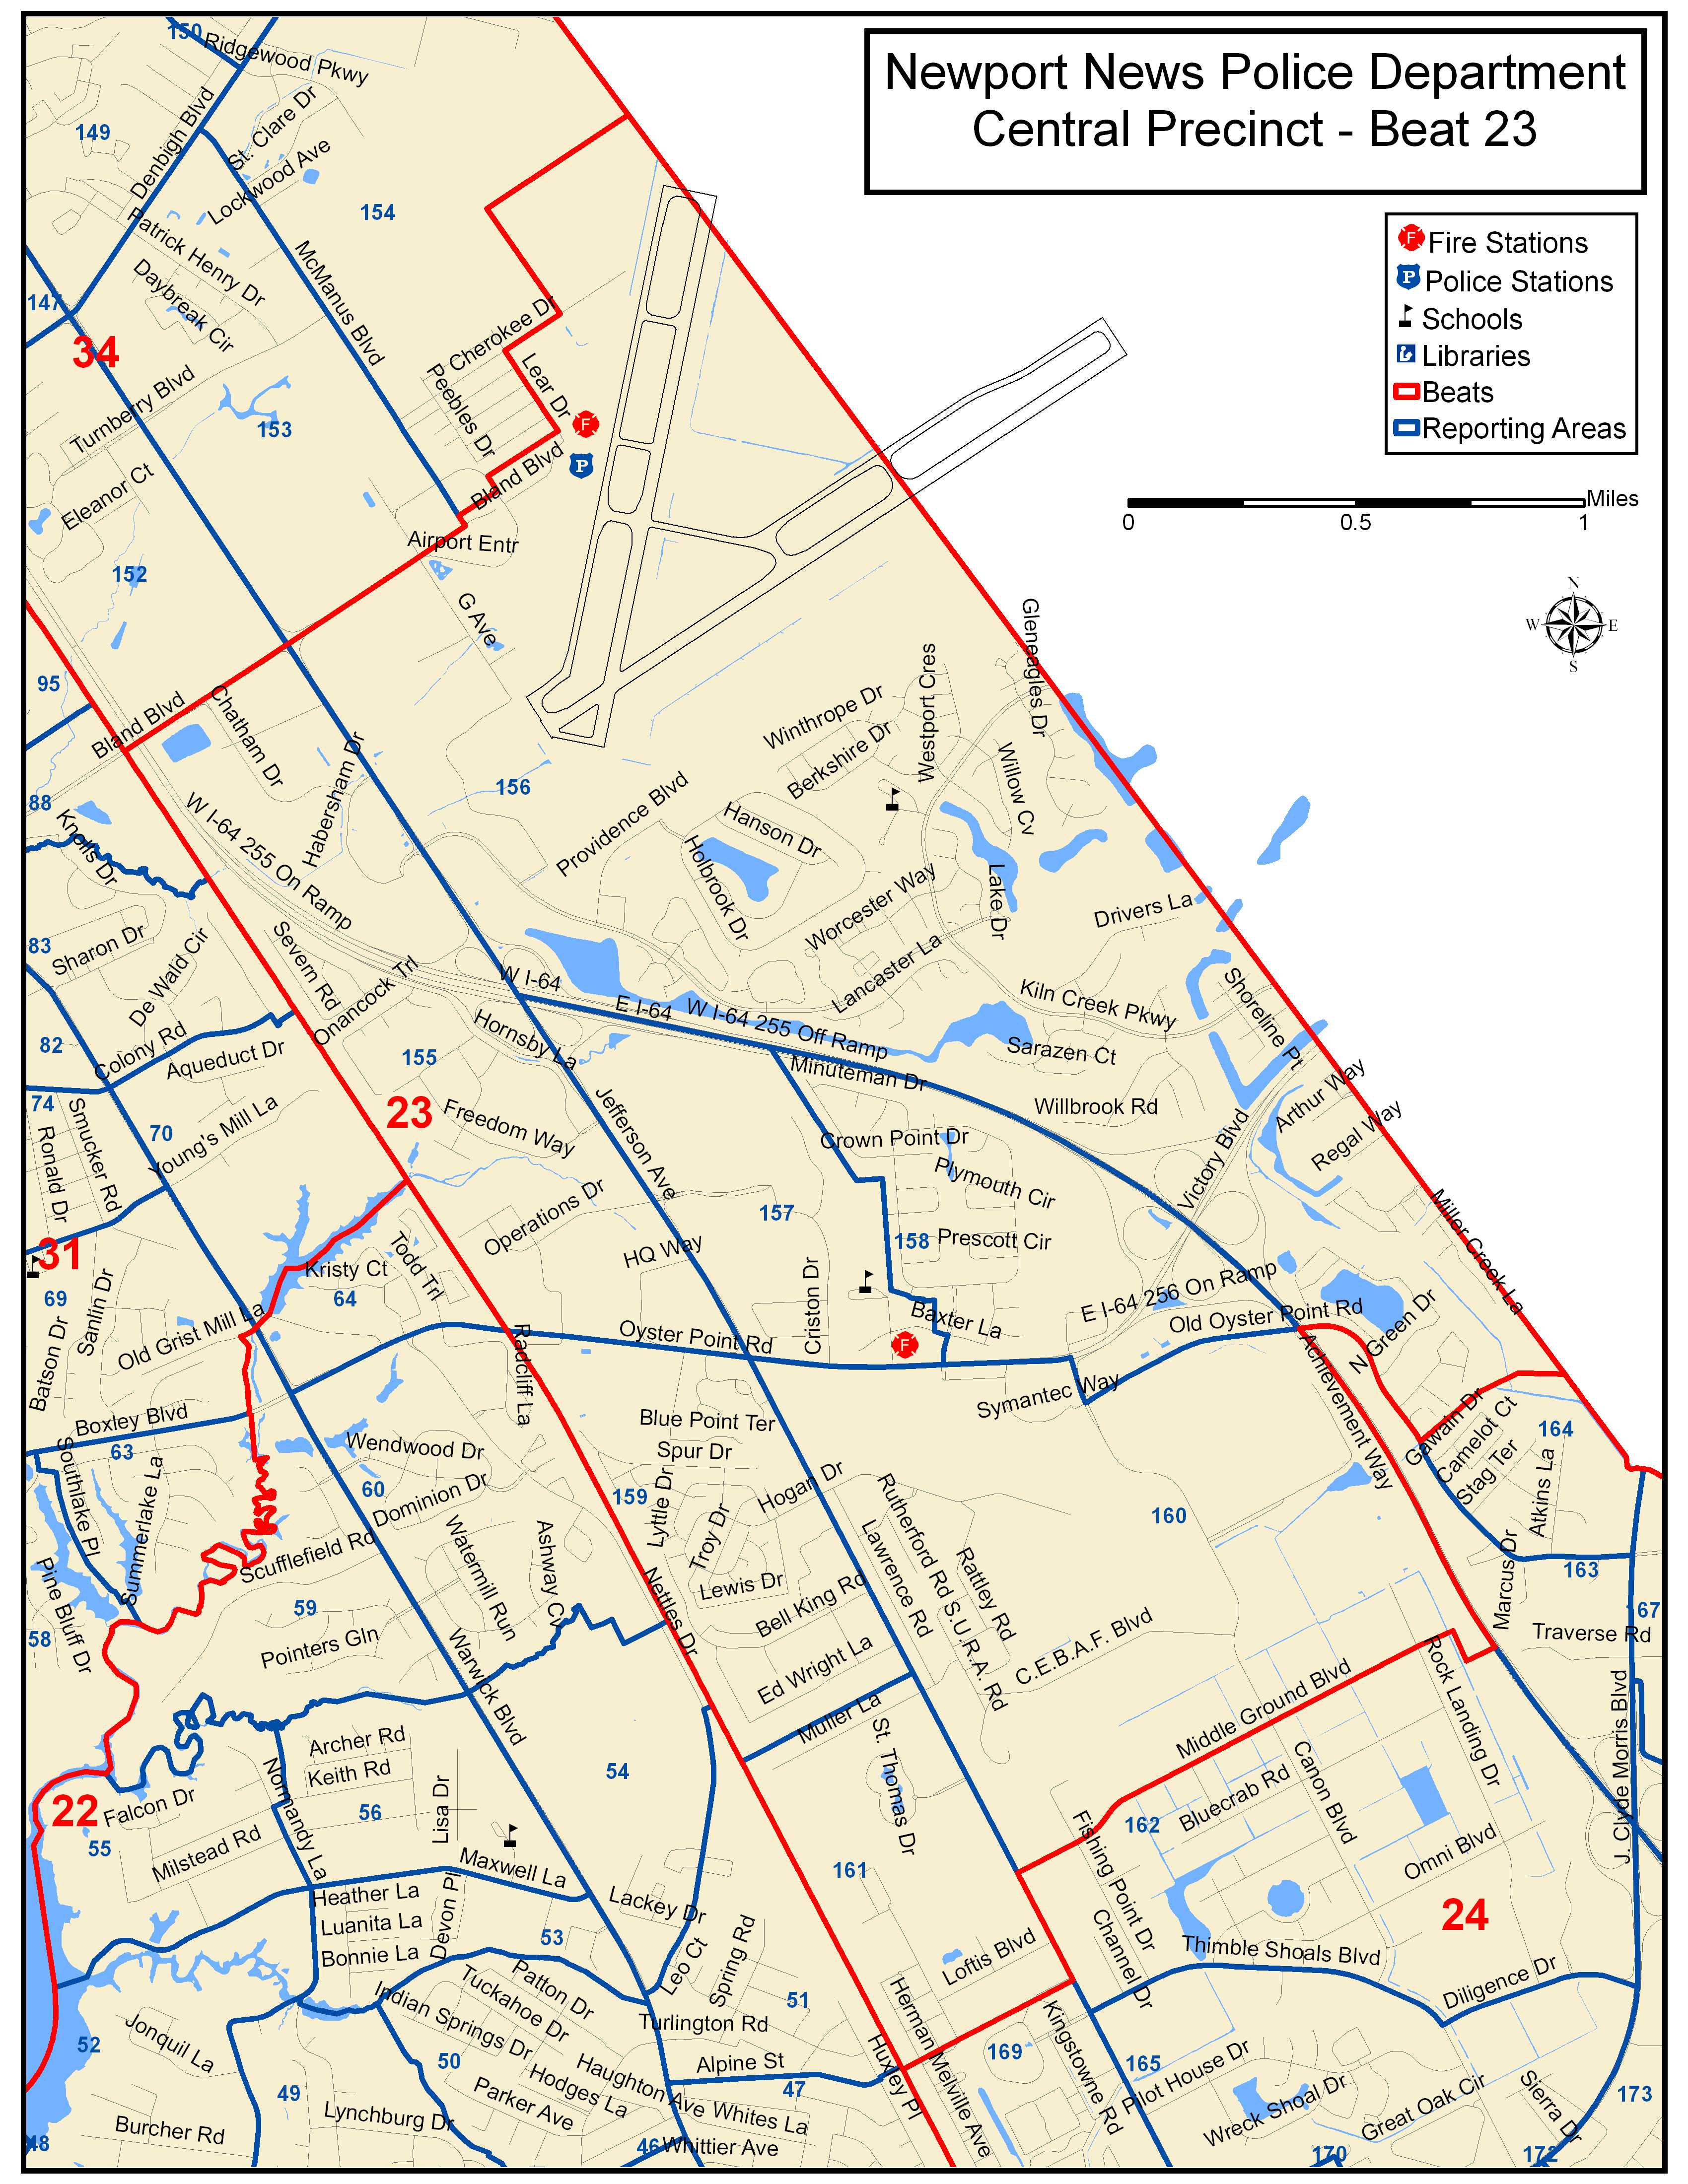 Newport News Police Department
Central Precinct - Beat 23
F Fire Stations
P Police Stations
Schools
Libraries
Beats
Reporting Areas
Miles
0
0.5
1
N
W
E
S
150
Ridgewood Pkwy
149
Denbigh Blvd
St. Clare Dr
Lockwood Ave
154
Patrick Henry Dr
Daybreak Cir
McManus Blvd
147
34
Cherokee Dr
Lear Dr
Peebles Dr
Turnberry Blvd
153
F
P
Bland Blvd
Eleanor Ct
Airport Entr
152
G Ave
95
Bland Blvd
Chatham Dr
Gleneagles Dr
Westport Cres
Winthrope Dr
Berkshire Dr
Willow Cv
156
88
Knolls Dr
W I-64 255 On Ramp
Habersham Dr
Providence Blvd
Hanson Dr
Holbrook Dr
Worcester Way
Lake Dr
Drivers La
83
Sharon Dr
De Wald Cir
Severn Rd
Onancock Trl
W I-64
E I-64
W I-64 255 Off Ramp
Lancaster La
Kiln Creek Pkwy
Shoreline Pt
82
Colony Rd
Aqueduct Dr
155
Hornsby La
Sarazen Ct
Minuteman Dr
Willbrook Rd
Arthur Way
Regal Way
74
Smucker Rd
Ronald Dr
70
Young's Mill La
23
Freedom Way
Jefferson Ave
Crown Point Dr
Plymouth Cir
Victory Blvd
Miller Creek La
Operations Dr
157
158
Prescott Cir
HQ Way
31
69
Sanlin Dr
Batson Dr
Kristy Ct
64
Todd Trl
Old Grist Mill La
Criston Dr
Baxter La
E I-64 256 On Ramp
Old Oyster Point Rd
N Green Dr
Oyster Point Rd
F
Radcliff La
Symantec Way
Achievement Way
Boxley Blvd
63
Southlake Pl
Summerlake La
Wendwood Dr
60
Dominion Dr
Blue Point Ter
Spur Dr
Gawain Dr
Camelot Ct
Stag Ter
164
Atkins La
159
Lyttle Dr
Troy Dr
Hogan Dr
Rutherford Rd
Lawrence Rd
160
Scufflefield Rd
Watermill Run
Ashway Cv
Rattley Rd
S.U.R.A. Rd
Pine Bluff Dr
59
Nettles Dr
Lewis Dr
Bell King Rd
C.E.B.A.F. Blvd
Marcus Dr
163
67
58
Pointers Gln
Warwick Blvd
Ed Wright La
Traverse Rd
Rock Landing Dr
Middle Ground Blvd
J. Clyde Morris Blvd
Archer Rd
Keith Rd
Normandy La
54
Muller La
St. Thomas Dr
Canon Blvd
Bluecrab Rd
22
Falcon Dr
55
56
Lisa Dr
162
Fishing Point Dr
Milstead Rd
Maxwell La
161
Omni Blvd
Heather La
Luanita La
Bonnie La
Devon Pl
53
Lackey Dr
24
Channel Dr
Thimble Shoals Blvd
Leo Ct
Spring Rd
Loftis Blvd
Diligence Dr
Patton Dr
Tuckahoe Dr
Indian Springs Dr
51
Turlington Rd
Herman Melville Ave
Kingstowne Rd
52
Jonquil La
50
Haughton Ave
Hodges La
Parker Ave
Alpine St
47
Huxley Pl
169
165
Pilot House Dr
49
Wreck Shoal Dr
Great Oak Cir
Sierra Dr
173
Burcher Rd
Lynchburg Dr
Whites La
48
46
Whittier Ave
170
172